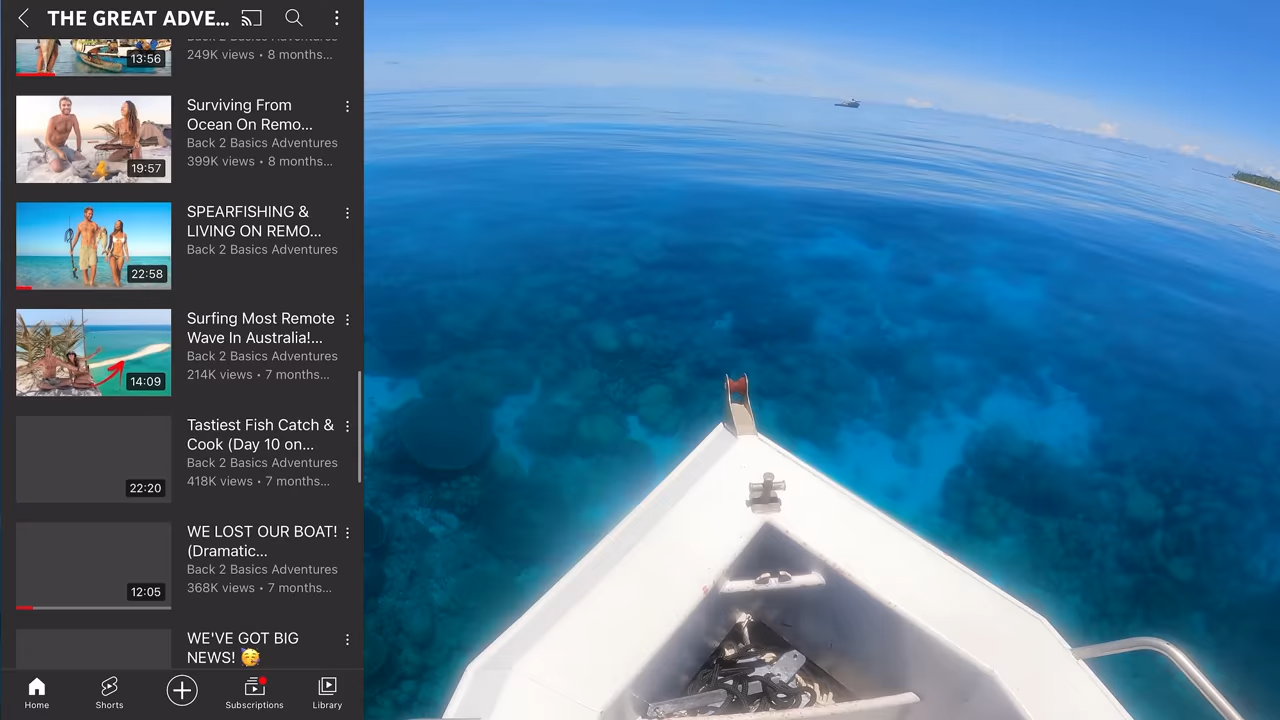 THE GREAT ADVE...
Back 2 Basics Adventures
13:56
249K views • 8 months...
Surviving From
Ocean On Remo...
Back 2 Basics Adventures
399K views • 8 months...
19:57
SPEARFISHING &
LIVING ON REMO...
Back 2 Basics Adventures
22:58
Surfing Most Remote
Wave In Australia!...
Back 2 Basics Adventures
214K views • 7 months...
14:09
Tastiest Fish Catch &
Cook (Day 10 on...
Back 2 Basics Adventures
418K views • 7 months...
22:20
WE LOST OUR BOAT!
(Dramatic...
Back 2 Basics Adventures
368K views • 7 months...
12:05
WE'VE GOT BIG
NEWS! 🥳
Home
Shorts
Subscriptions
Library